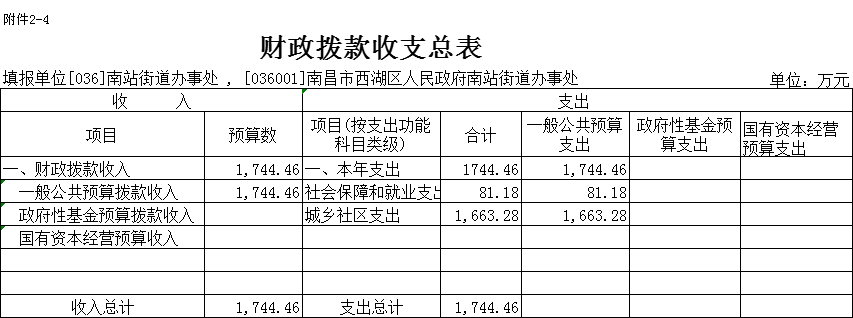 附件2-4
财政拨款收支总表
填报单位[036]南站街道办事处 , [036001]南昌市西湖区人民政府南站街道办事处 单位：万元
收 入 支出
项目 预算数 项目(按支出功能科目类级) 合计 一般公共预算支出 政府性基金预算支出 国有资本经营预算支出
一、财政拨款收入 1,744.46 一、本年支出 1744.46 1,744.46
一般公共预算拨款收入 1,744.46 社会保障和就业支出 81.18 81.18
政府性基金预算拨款收入 城乡社区支出 1,663.28 1,663.28
国有资本经营预算收入
收入总计 1,744.46 支出总计 1,744.46